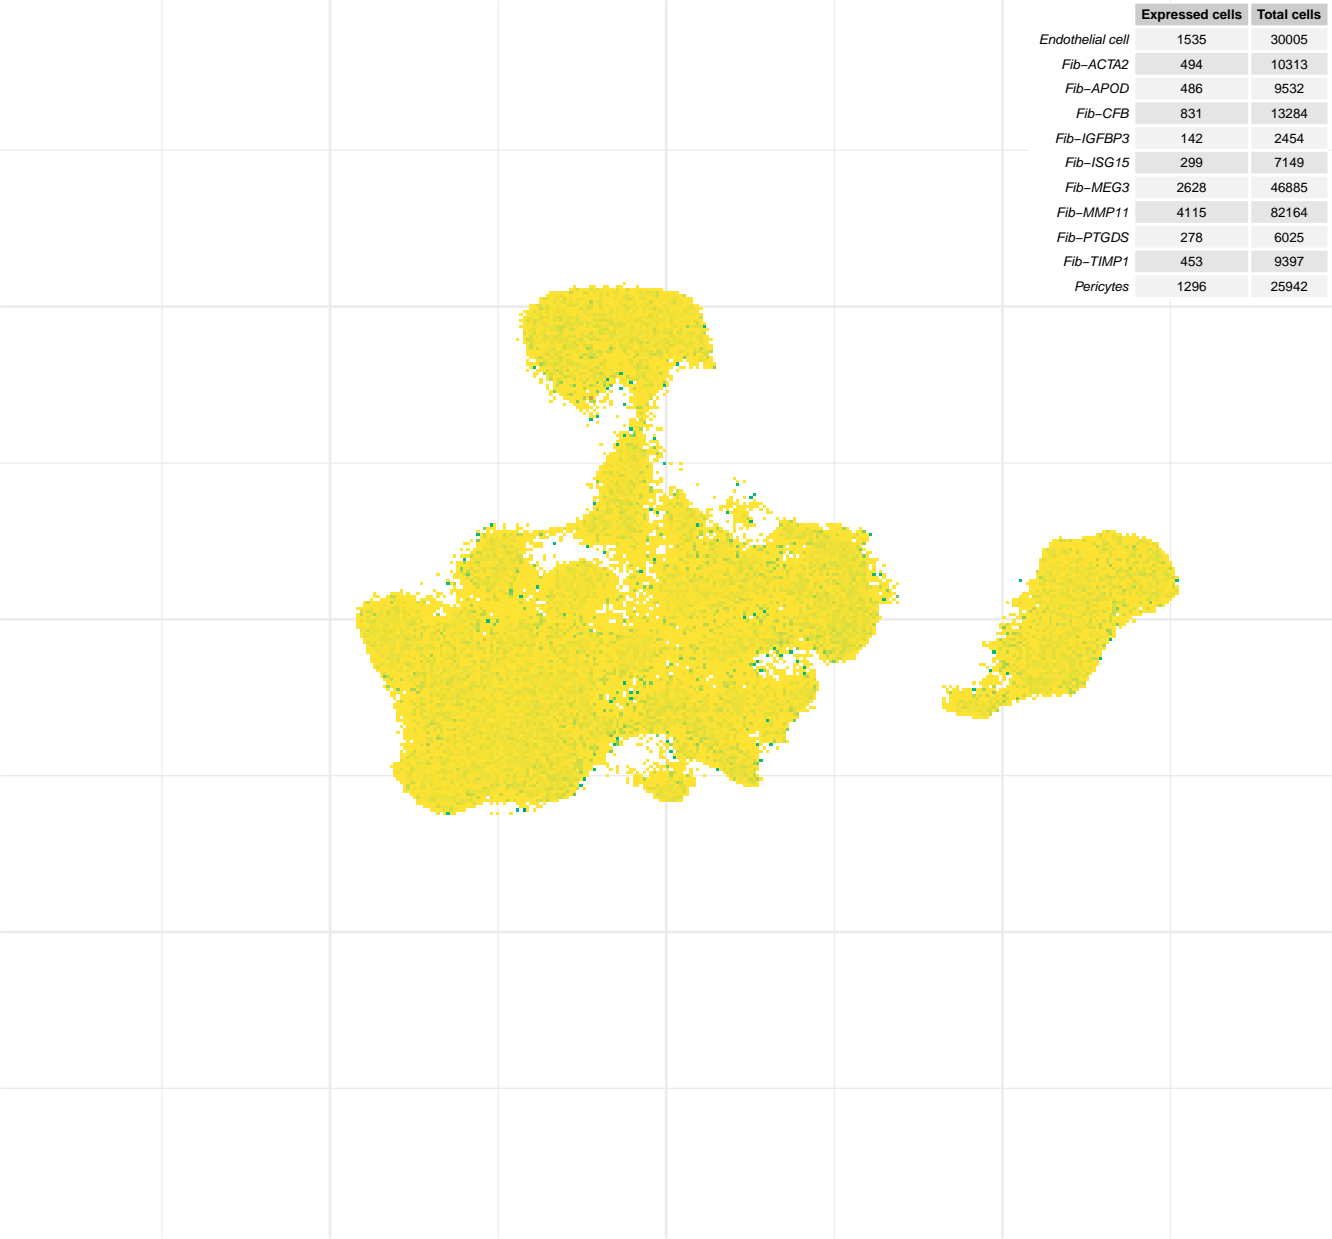 Expressed cells Total cells
Endothelial cell 1535 30005
Fib−ACTA2 494 10313
Fib−APOD 486 9532
Fib−CFB 831 13284
Fib−IGFBP3 142 2454
Fib−ISG15 299 7149
Fib−MEG3 2628 46885
Fib−MMP11 4115 82164
Fib−PTGDS 278 6025
Fib−TIMP1 453 9397
Pericytes 1296 25942